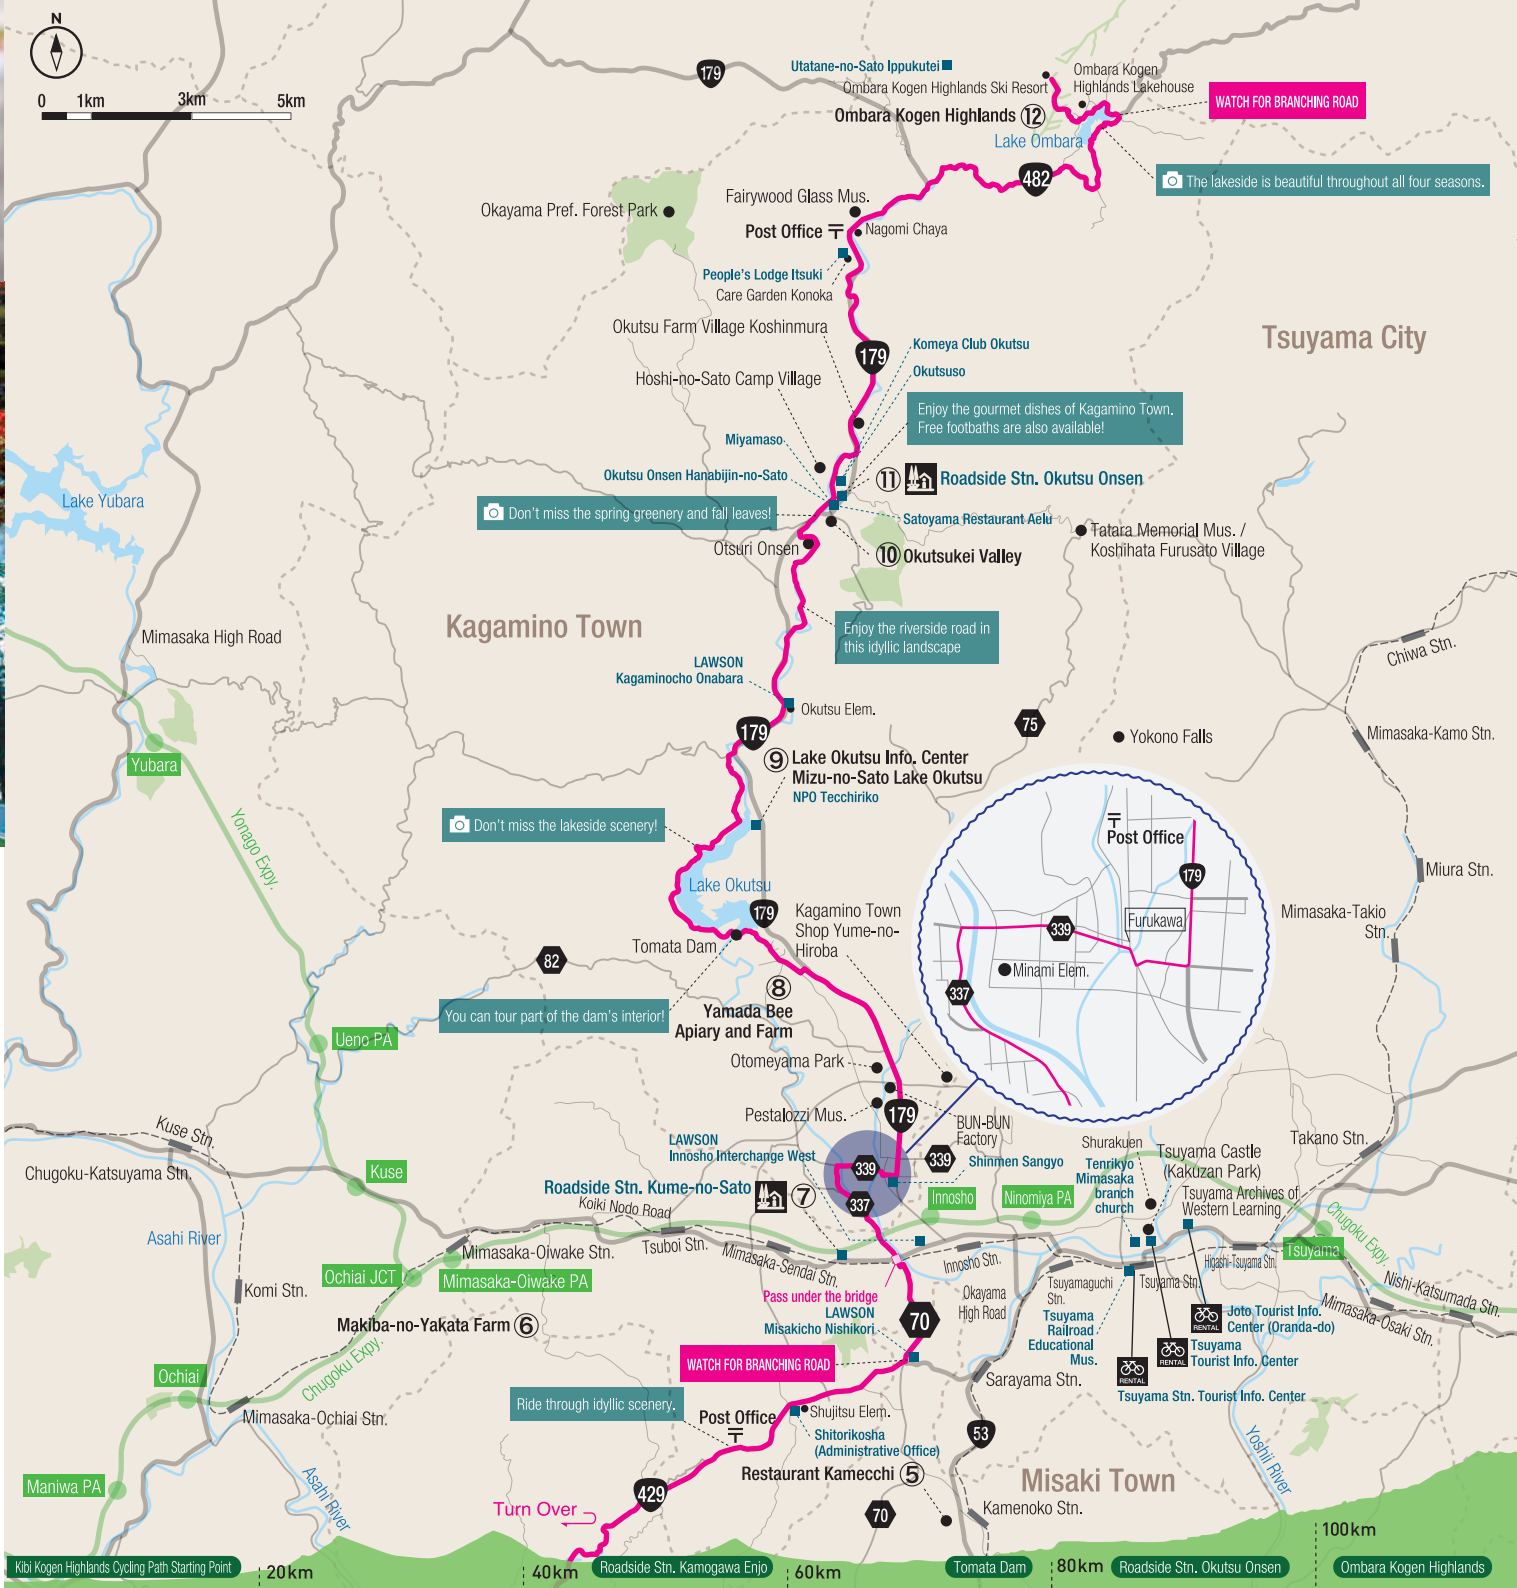 N
0 1km 3km 5km
179
Utatane-no-Sato Ippukutei
Ombara Kogen Highlands Ski Resort
Ombara Kogen
Highlands Lakehouse
WATCH FOR BRANCHING ROAD
Ombara Kogen Highlands ⑫
Lake Ombara
482
The lakeside is beautiful throughout all four seasons.
Fairywood Glass Mus.
Okayama Pref. Forest Park
Post Office
Nagomi Chaya
People's Lodge Itsuki
Care Garden Konoka
Okutsu Farm Village Koshinmura
179
Komeya Club Okutsu
Okutsuso
Tsuyama City
Hoshi-no-Sato Camp Village
Enjoy the gourmet dishes of Kagamino Town.
Free footbaths are also available!
Miyamaso
Okutsu Onsen Hanabijin-no-Sato
⑪ Roadside Stn. Okutsu Onsen
Lake Yubara
Don't miss the spring greenery and fall leaves!
Satoyama Restaurant Aelu
Otsuri Onsen
⑩ Okutsukei Valley
Tatara Memorial Mus. /
Koshihata Furusato Village
Kagamino Town
Enjoy the riverside road in
this idyllic landscape
Mimasaka High Road
Chiwa Stn.
LAWSON
Kagaminocho Onabara
Okutsu Elem.
75
Yokono Falls
Mimasaka-Kamo Stn.
179
⑨ Lake Okutsu Info. Center
Mizu-no-Sato Lake Okutsu
NPO Tecchiriko
Yubara
Yonago Expy.
Don't miss the lakeside scenery!
Post Office
179
Miura Stn.
Lake Okutsu
179
Kagamino Town
Shop Yume-no-
Hiroba
Furukawa
339
Mimasaka-Takio
Stn.
Tomata Dam
82
Minami Elem.
337
You can tour part of the dam's interior!
⑧
Yamada Bee
Apiary and Farm
Ueno PA
Otomeyama Park
Pestalozzi Mus.
179
BUN-BUN
Factory
Kuse Stn.
Chugoku-Katsuyama Stn.
Kuse
LAWSON
Innosho Interchange West
339
339
Shinmen Sangyo
Shurakuen
Tsuyama Castle
(Kakuzan Park)
Takano Stn.
Tenrikyo
Mimasaka
branch
church
Tsuyama Archives of
Western Learning
Roadside Stn. Kume-no-Sato ⑦
337
Innosho
Ninomiya PA
Koiki Nodo Road
Asahi River
Mimasaka-Oiwake Stn.
Tsuboi Stn.
Mimasaka-Sendai Stn.
Innosho Stn.
Tsuyamaguchi
Stn.
Tsuyama Stn.
Higashi-Tsuyama Stn.
Chugoku Expy.
Tsuyama
Ochiai JCT
Mimasaka-Oiwake PA
Komi Stn.
Pass under the bridge
Okayama
High Road
Nishi-Katsumada Stn.
Mimasaka-Osaki Stn.
Makiba-no-Yakata Farm ⑥
LAWSON
Misakicho Nishikori
70
Tsuyama
Railroad
Educational
Mus.
RENTAL
Joto Tourist Info.
Center (Oranda-do)
RENTAL
Tsuyama
Tourist Info. Center
RENTAL
Tsuyama Stn. Tourist Info. Center
WATCH FOR BRANCHING ROAD
Sarayama Stn.
Chugoku Expy.
Ochiai
Mimasaka-Ochiai Stn.
Ride through idyllic scenery.
Post Office
Shujitsu Elem.
Shitorikosha
(Administrative Office)
53
Restaurant Kamecchi ⑤
Misaki Town
Yoshii River
Maniwa PA
Asahi River
429
Turn Over
70
Kamenoko Stn.
Kibi Kogen Highlands Cycling Path Starting Point
20km
40km
Roadside Stn. Kamogawa Enjo
60km
Tomata Dam
80km
Roadside Stn. Okutsu Onsen
100km
Ombara Kogen Highlands